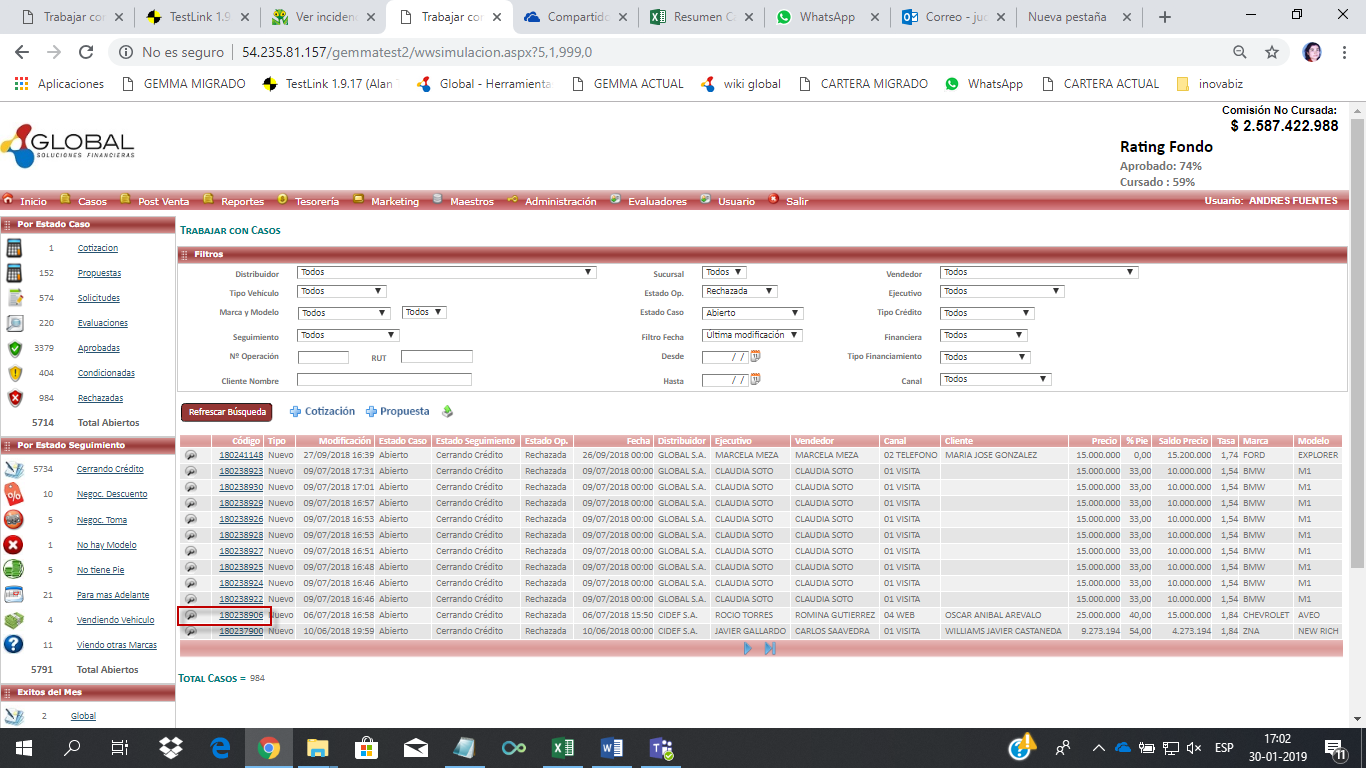 Trabajar cor
TestLink 1.9
Ver inciden
Trabajar cor
Compartido
Resumen C
WhatsApp
Correo - juc
Nueva pestaña
No es seguro | 54.235.81.157/gemmatest2/wwsimulacion.aspx?5,1,999,0
Aplicaciones
GEMMA MIGRADO
TestLink 1.9.17 (Alan
Global - Herramienta
GEMMA ACTUAL
wiki global
CARTERA MIGRADO
WhatsApp
CARTERA ACTUAL
inovabiz
Comisión No Cursada:
$ 2.587.422.988
GLOBAL
SOLUCIONES FINANCIERAS
Rating Fondo
Aprobado: 74%
Cursado : 59%
Inicio Casos Post Venta Reportes Tesorería Marketing Maestros Administración Evaluadores Usuario Salir Usuario: ANDRES FUENTES
Por Estado Caso
1 Cotizacion
152 Propuestas
574 Solicitudes
220 Evaluaciones
3379 Aprobadas
404 Condicionadas
984 Rechazadas
5714 Total Abiertos
Por Estado Seguimiento
5734 Cerrando Crédito
10 Negoc. Descuento
5 Negoc. Toma
1 No hay Modelo
5 No tiene Pie
21 Para mas Adelante
4 Vendiendo Vehiculo
11 Viendo otras Marcas
5791 Total Abiertos
Exitos del Mes
2 Global
TRABAJAR CON CASOS
Filtros
Distribuidor Todos Sucursal Todos Vendedor Todos
Tipo Vehículo Todos Estado Op. Rechazada Ejecutivo Todos
Marca y Modelo Todos Todos Estado Caso Abierto Tipo Crédito Todos
Seguimiento Todos Filtro Fecha Última modificación Financiera Todos
Nº Operación RUT Desde / / Tipo Financiamiento Todos
Cliente Nombre Hasta / / Canal Todos
Refrescar Búsqueda Cotización Propuesta
Código Tipo Modificación Estado Caso Estado Seguimiento Estado Op. Fecha Distribuidor Ejecutivo Vendedor Canal Cliente Precio % Pie Saldo Precio Tasa Marca Modelo
180241148 Nuevo 27/09/2018 16:39 Abierto Cerrando Crédito Rechazada 26/09/2018 00:00 GLOBAL S.A. MARCELA MEZA MARCELA MEZA 02 TELEFONO MARIA JOSE GONZALEZ 15.000.000 0,00 15.200.000 1,74 FORD EXPLORER
180238923 Nuevo 09/07/2018 17:31 Abierto Cerrando Crédito Rechazada 09/07/2018 00:00 GLOBAL S.A. CLAUDIA SOTO CLAUDIA SOTO 01 VISITA 15.000.000 33,00 10.000.000 1,54 BMW M1
180238930 Nuevo 09/07/2018 17:01 Abierto Cerrando Crédito Rechazada 09/07/2018 00:00 GLOBAL S.A. CLAUDIA SOTO CLAUDIA SOTO 01 VISITA 15.000.000 33,00 10.000.000 1,54 BMW M1
180238929 Nuevo 09/07/2018 16:57 Abierto Cerrando Crédito Rechazada 09/07/2018 00:00 GLOBAL S.A. CLAUDIA SOTO CLAUDIA SOTO 01 VISITA 15.000.000 33,00 10.000.000 1,54 BMW M1
180238926 Nuevo 09/07/2018 16:53 Abierto Cerrando Crédito Rechazada 09/07/2018 00:00 GLOBAL S.A. CLAUDIA SOTO CLAUDIA SOTO 01 VISITA 15.000.000 33,00 10.000.000 1,54 BMW M1
180238928 Nuevo 09/07/2018 16:53 Abierto Cerrando Crédito Rechazada 09/07/2018 00:00 GLOBAL S.A. CLAUDIA SOTO CLAUDIA SOTO 01 VISITA 15.000.000 33,00 10.000.000 1,54 BMW M1
180238927 Nuevo 09/07/2018 16:51 Abierto Cerrando Crédito Rechazada 09/07/2018 00:00 GLOBAL S.A. CLAUDIA SOTO CLAUDIA SOTO 01 VISITA 15.000.000 33,00 10.000.000 1,54 BMW M1
180238925 Nuevo 09/07/2018 16:48 Abierto Cerrando Crédito Rechazada 09/07/2018 00:00 GLOBAL S.A. CLAUDIA SOTO CLAUDIA SOTO 01 VISITA 15.000.000 33,00 10.000.000 1,54 BMW M1
180238924 Nuevo 09/07/2018 16:46 Abierto Cerrando Crédito Rechazada 09/07/2018 00:00 GLOBAL S.A. CLAUDIA SOTO CLAUDIA SOTO 01 VISITA 15.000.000 33,00 10.000.000 1,54 BMW M1
180238922 Nuevo 09/07/2018 16:46 Abierto Cerrando Crédito Rechazada 09/07/2018 00:00 GLOBAL S.A. CLAUDIA SOTO CLAUDIA SOTO 01 VISITA 15.000.000 33,00 10.000.000 1,54 BMW M1
180238906 Nuevo 06/07/2018 16:58 Abierto Cerrando Crédito Rechazada 06/07/2018 15:50 CIDEF S.A. ROCIO TORRES ROMINA GUTIERREZ 04 WEB OSCAR ANIBAL AREVALO 25.000.000 40,00 15.000.000 1,84 CHEVROLET AVEO
180237900 Nuevo 10/06/2018 19:59 Abierto Cerrando Crédito Rechazada 10/06/2018 00:00 CIDEF S.A. JAVIER GALLARDO CARLOS SAAVEDRA 01 VISITA WILLIAMS JAVIER CASTANEDA 9.273.194 54,00 4.273.194 1,84 ZNA NEW RICH
TOTAL CASOS = 984
ESP
17:02
30-01-2019
11